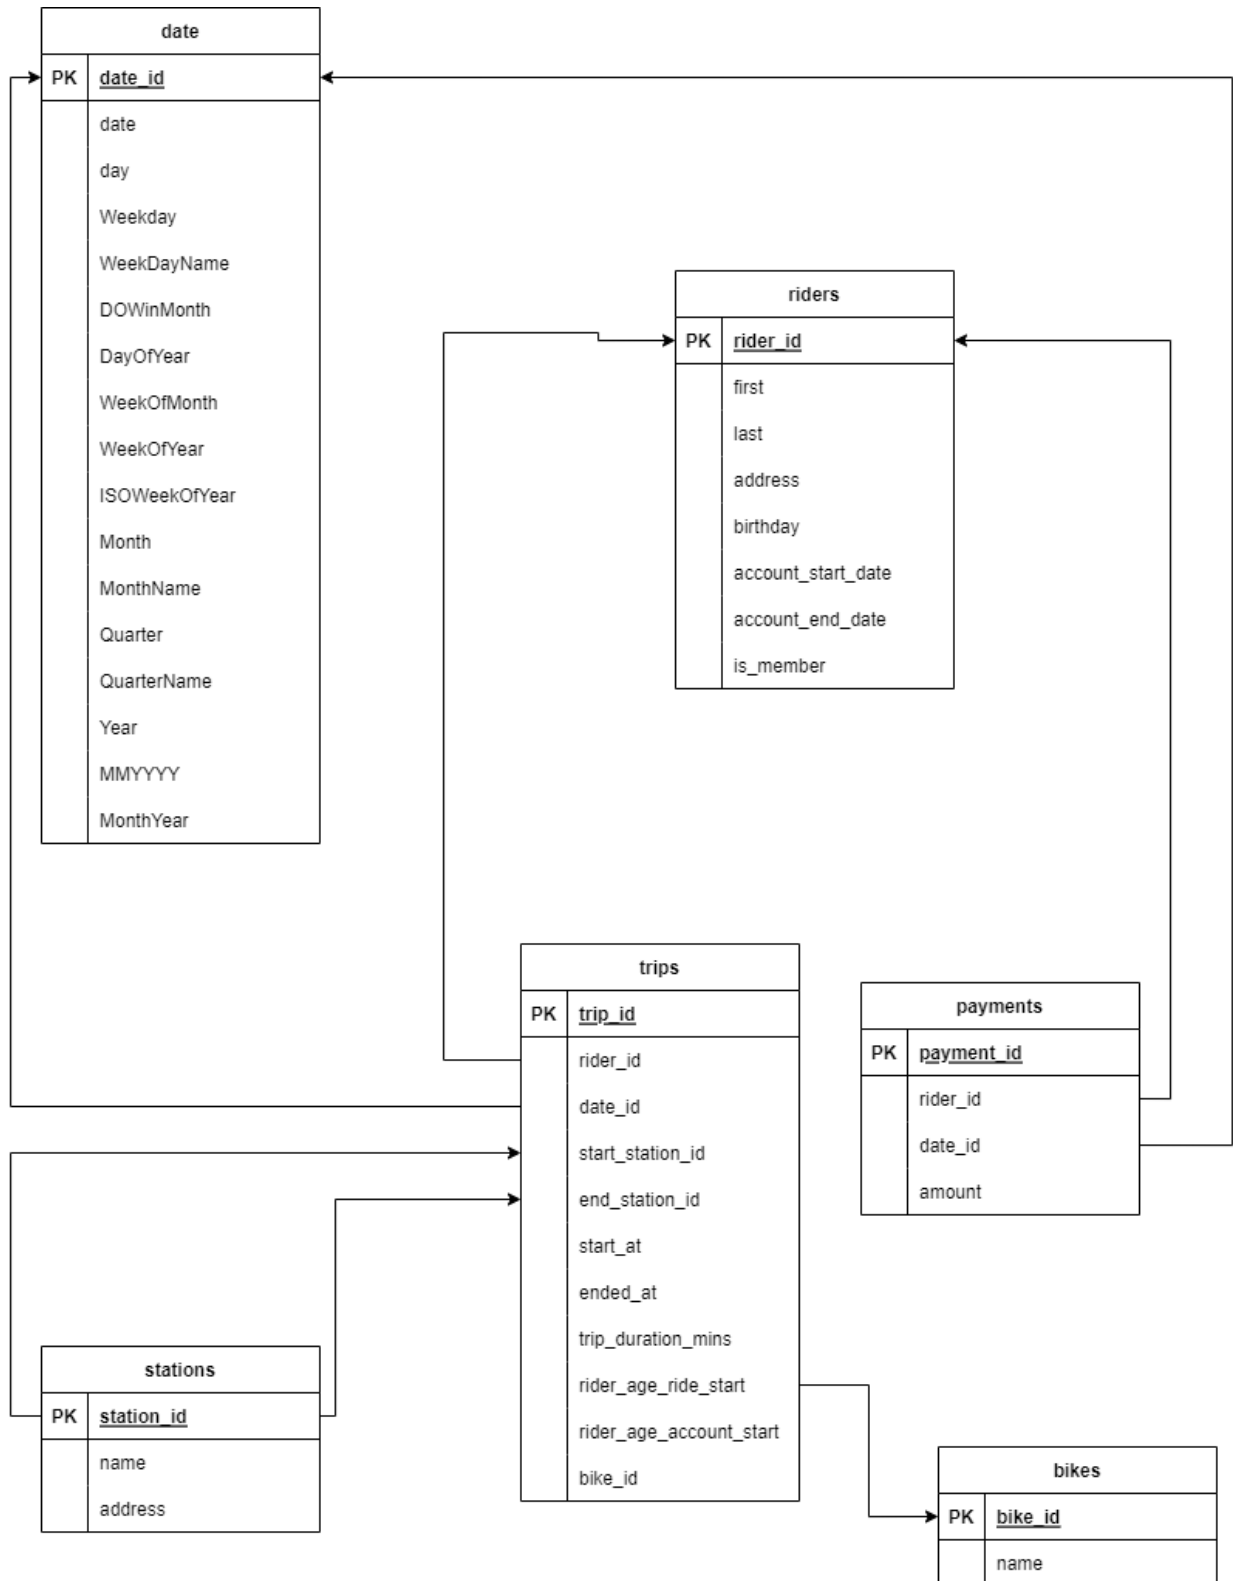 date
PK date_id
date
day
Weekday
WeekDayName
DOWinMonth
DayOfYear
WeekOfMonth
WeekOfYear
ISOWeekOfYear
Month
MonthName
Quarter
QuarterName
Year
MMYYYY
MonthYear
riders
PK rider_id
first
last
address
birthday
account_start_date
account_end_date
is_member
trips
PK trip_id
rider_id
date_id
start_station_id
end_station_id
start_at
ended_at
trip_duration_mins
rider_age_ride_start
rider_age_account_start
bike_id
payments
PK payment_id
rider_id
date_id
amount
stations
PK station_id
name
address
bikes
PK bike_id
name